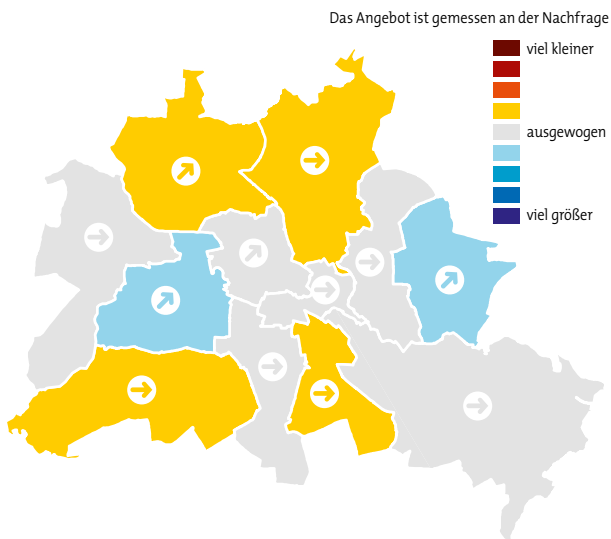 Das Angebot ist gemessen an der Nachfrage
viel kleiner
ausgewogen
viel größer